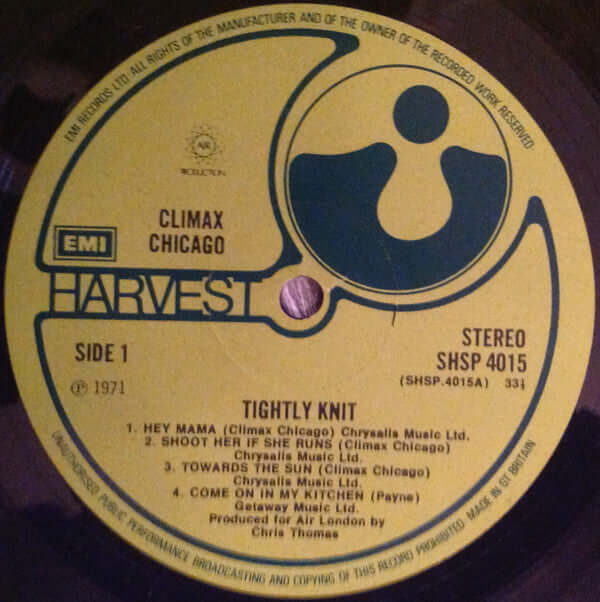 EMI RECORDS LTD. ALL RIGHTS OF THE MANUFACTURER AND OF THE OWNER OF THE RECORDED WORK RESERVED
AIR
PRODUCTION
CLIMAX
CHICAGO
EMI
HARVEST
SIDE 1
℗ 1971
STEREO
SHSP 4015
(SHSP.4015A) 33⅓
TIGHTLY KNIT
1. HEY MAMA (Climax Chicago) Chrysalis Music Ltd.
2. SHOOT HER IF SHE RUNS (Climax Chicago)
Chrysalis Music Ltd.
3. TOWARDS THE SUN (Climax Chicago)
Chrysalis Music Ltd.
4. COME ON IN MY KITCHEN (Payne)
Getaway Music Ltd.
Produced for Air London by
Chris Thomas
UNAUTHORISED PUBLIC PERFORMANCE BROADCASTING AND COPYING OF THIS RECORD PROHIBITED. MADE IN GT BRITAIN